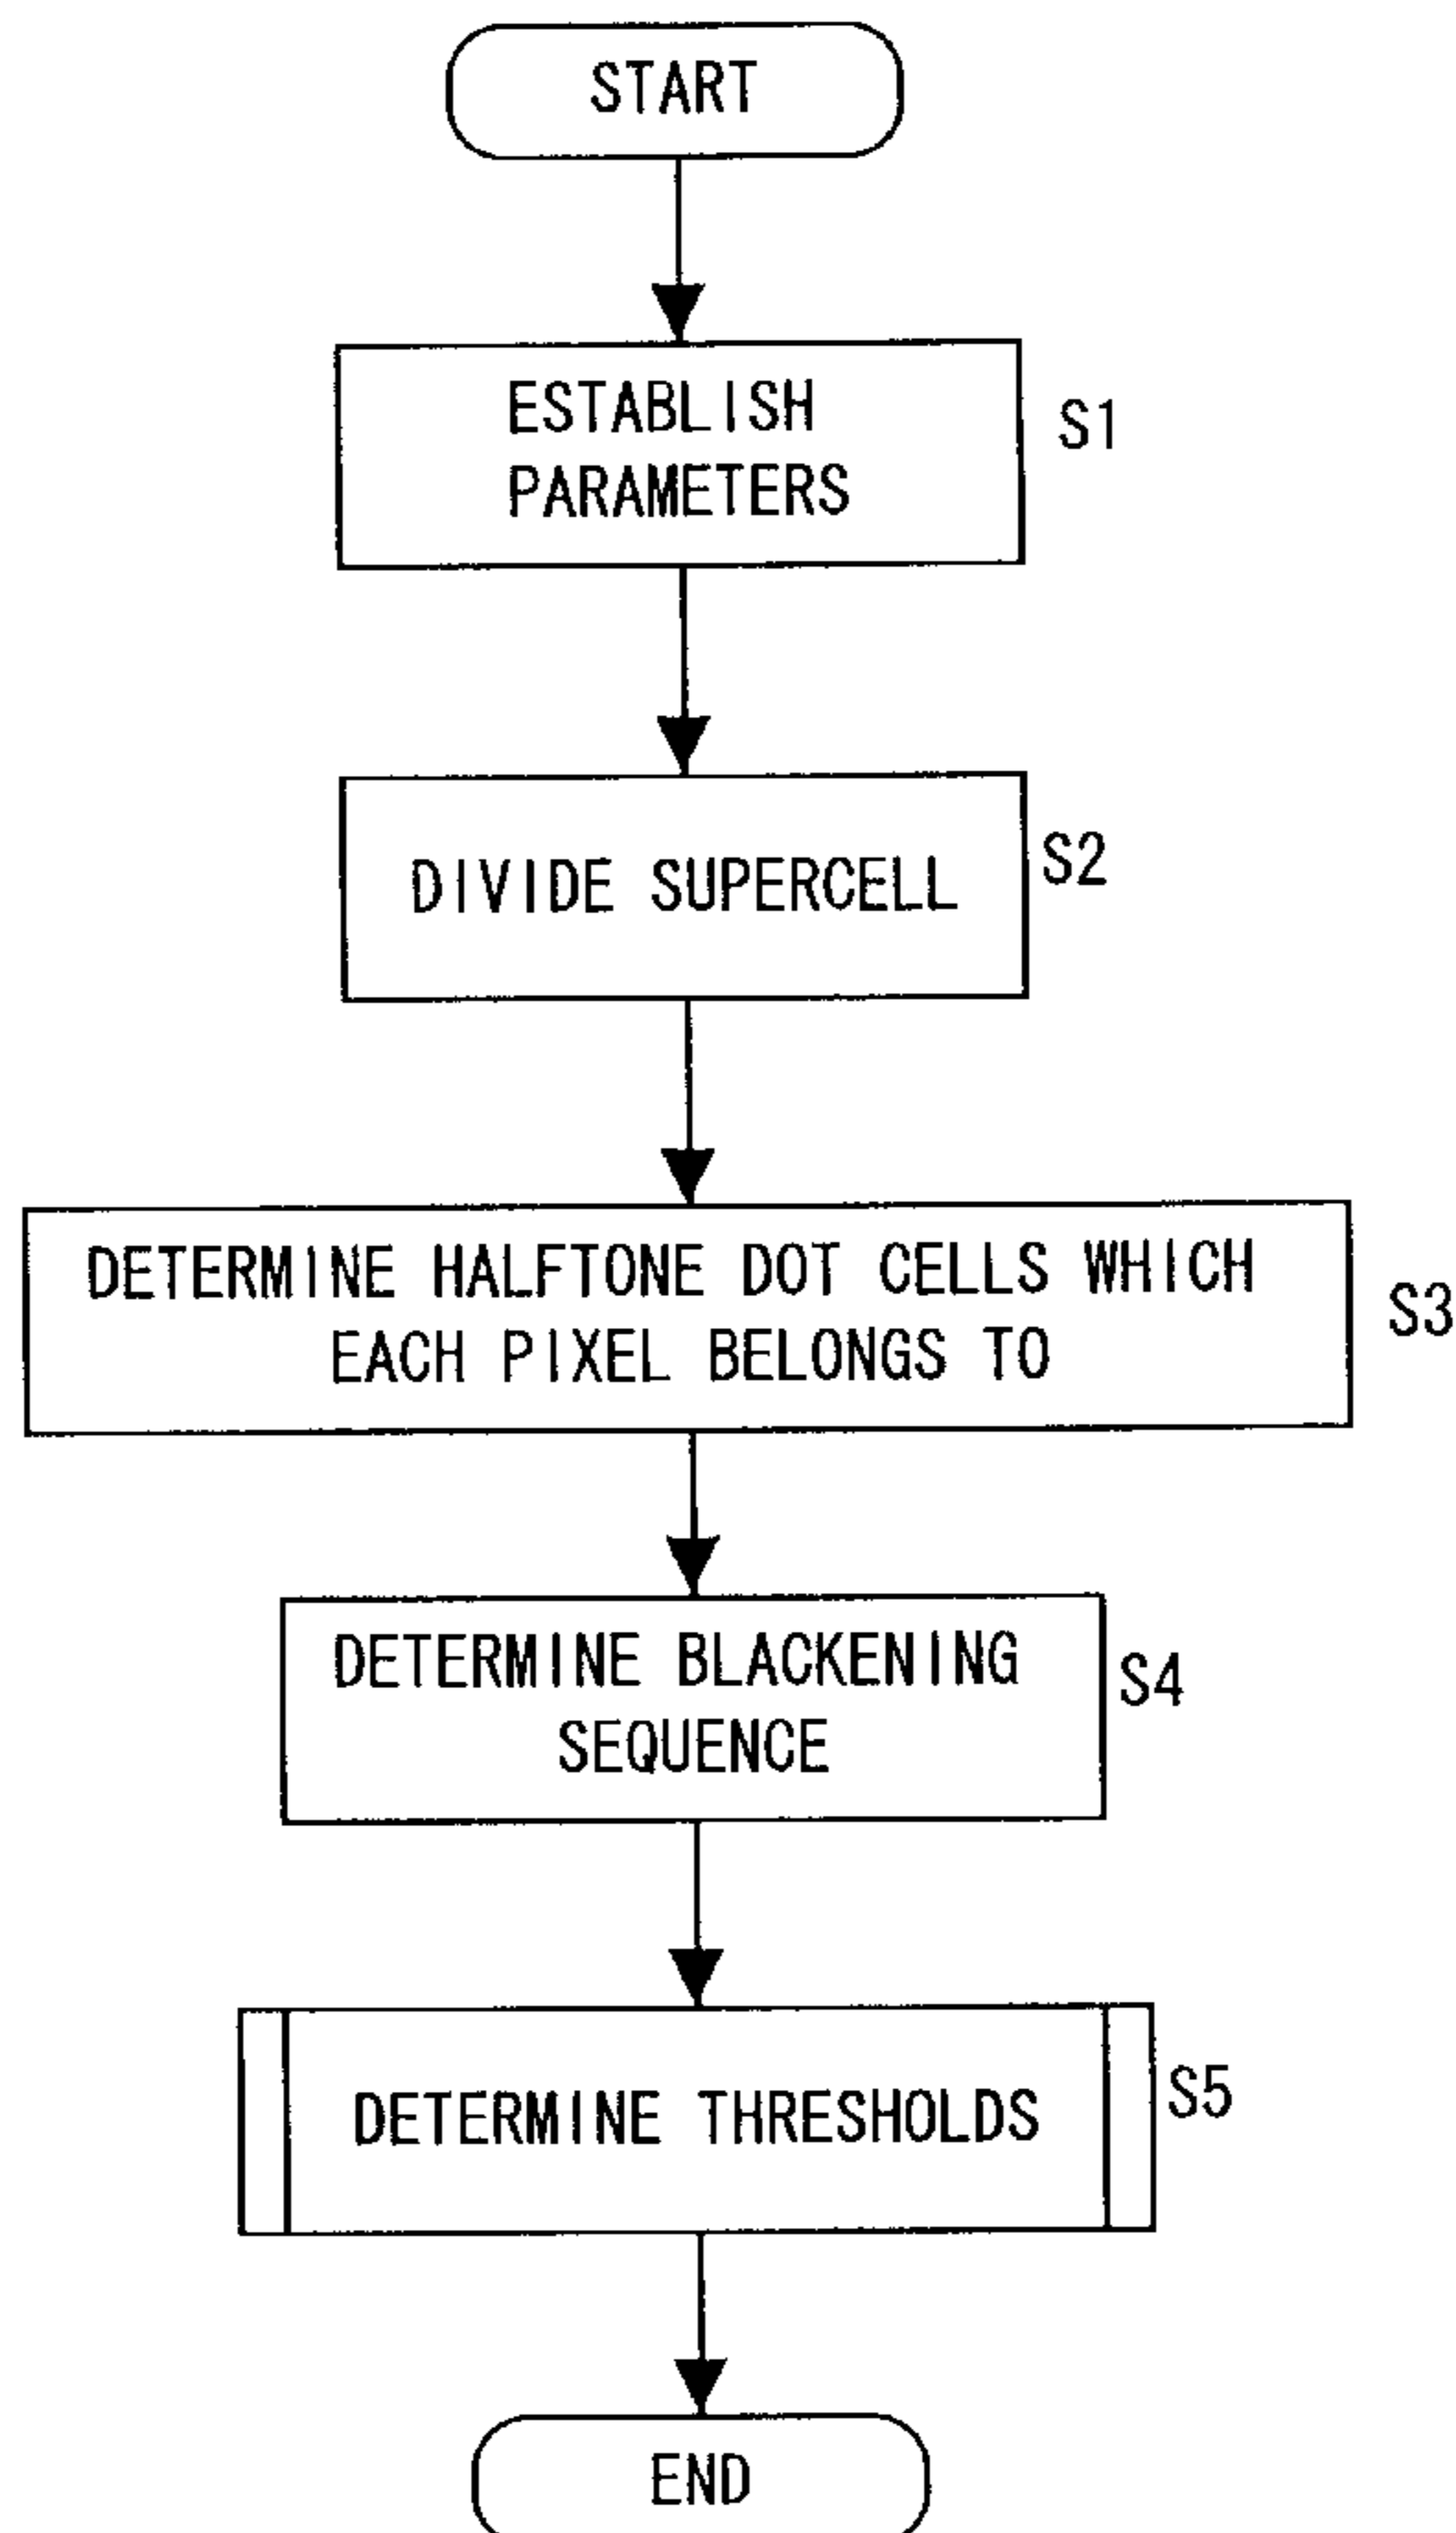 START
ESTABLISH
PARAMETERS
S1
DIVIDE SUPERCELL
S2
DETERMINE HALFTONE DOT CELLS WHICH
EACH PIXEL BELONGS TO
S3
DETERMINE BLACKENING
SEQUENCE
S4
DETERMINE THRESHOLDS
S5
END